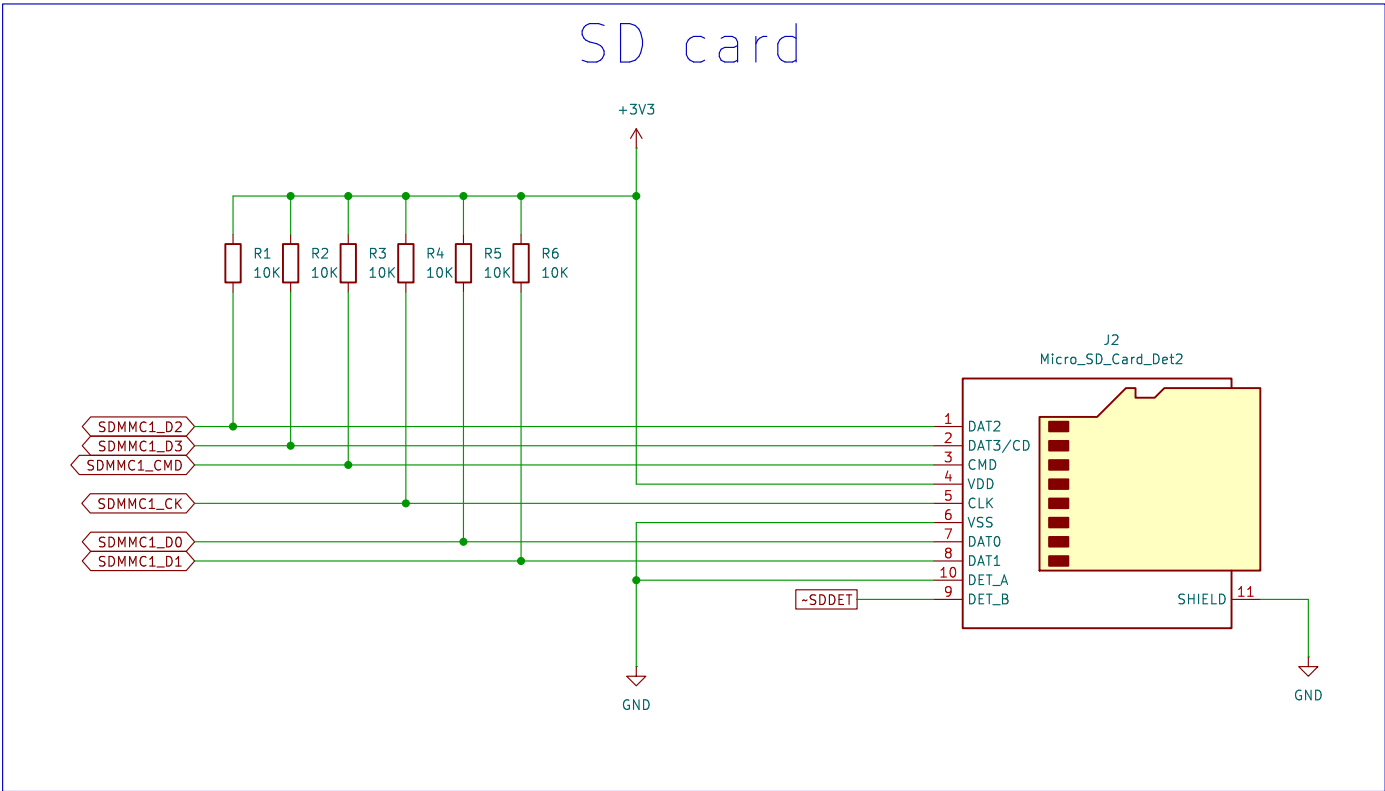 SD card
+3V3
R1
10K
R2
10K
R3
10K
R4
10K
R5
10K
R6
10K
J2
Micro_SD_Card_Det2
SDMMC1_D2
SDMMC1_D3
SDMMC1_CMD
SDMMC1_CK
SDMMC1_D0
SDMMC1_D1
1 DAT2
2 DAT3/CD
3 CMD
4 VDD
5 CLK
6 VSS
7 DAT0
8 DAT1
10 DET_A
~SDDET 9 DET_B
SHIELD 11
GND
GND